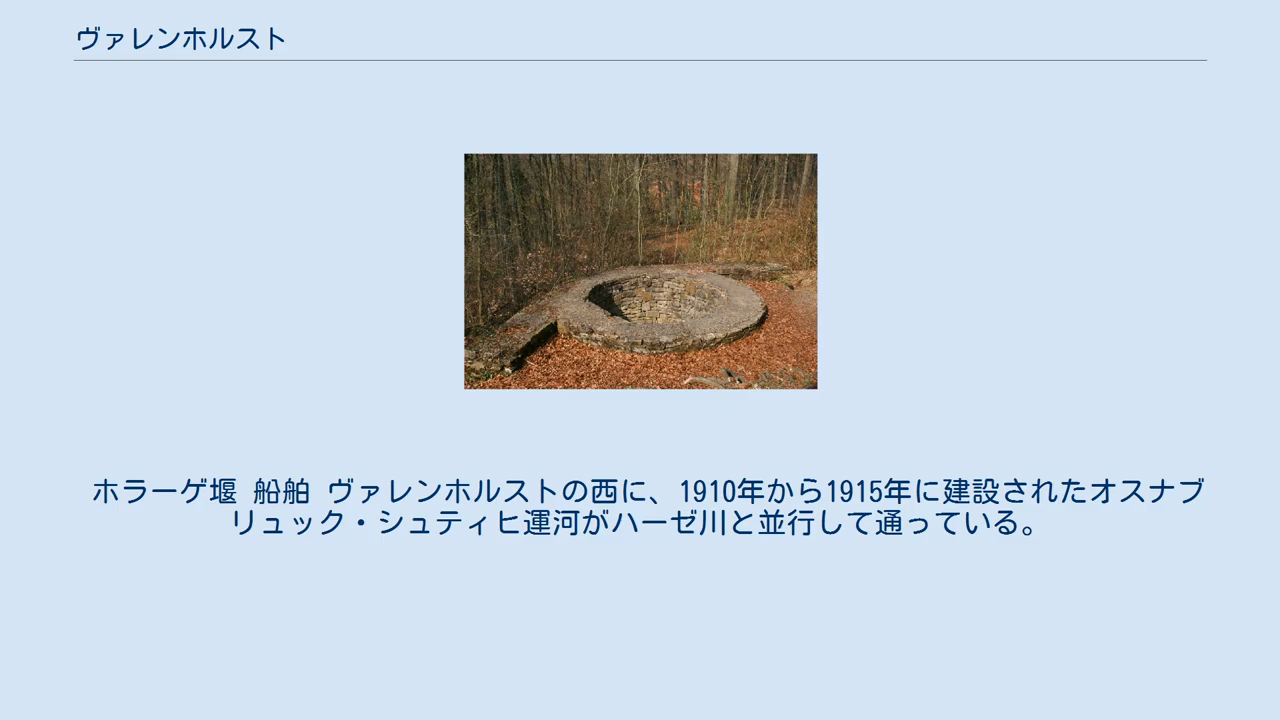 ヴァレンホルスト
ホラーゲ堰 船舶 ヴァレンホルストの西に、1910年から1915年に建設されたオスナブ
リュック・シュティヒ運河がハーゼ川と並行して通っている。